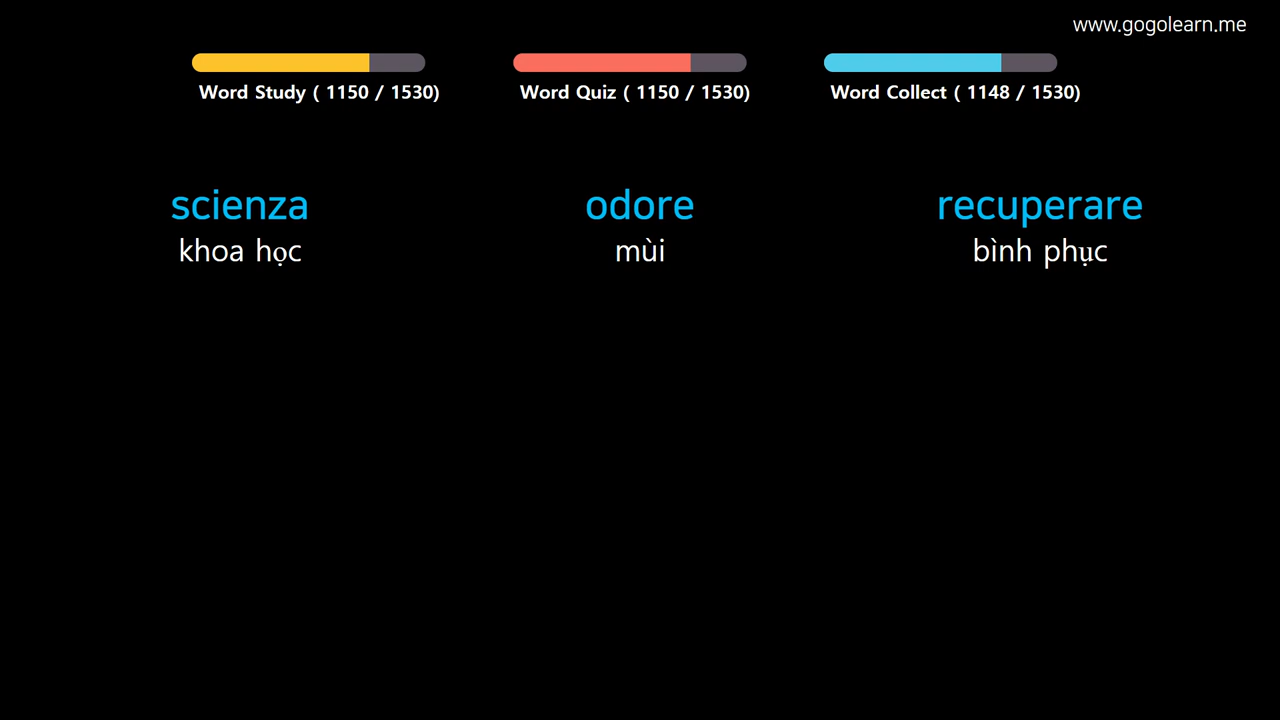 www.gogolearn.me
Word Study ( 1150 / 1530)
Word Quiz ( 1150 / 1530)
Word Collect ( 1148 / 1530)
scienza
khoa học
odore
mùi
recuperare
bình phục